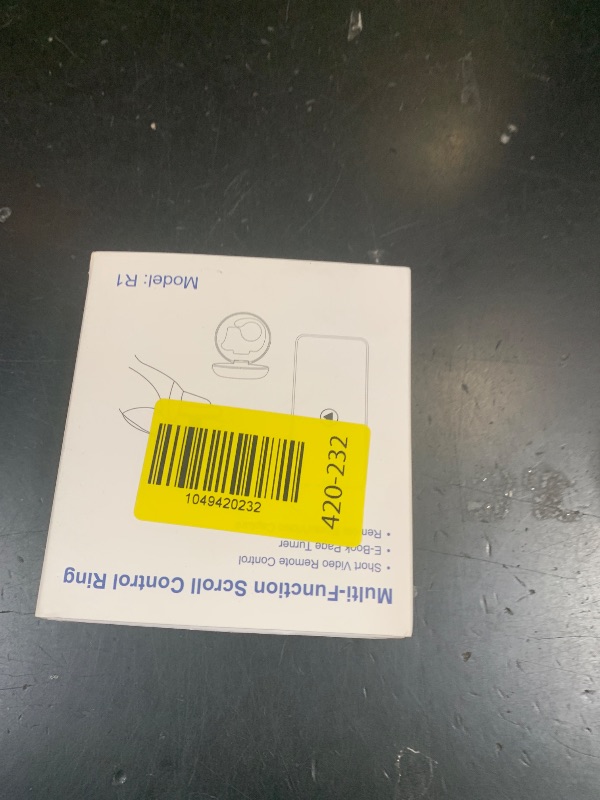 Multi-Function Scroll Control Ring
• Short Video Remote Control
• E-Book Page Turner
Model: R1
1049420232
420-232